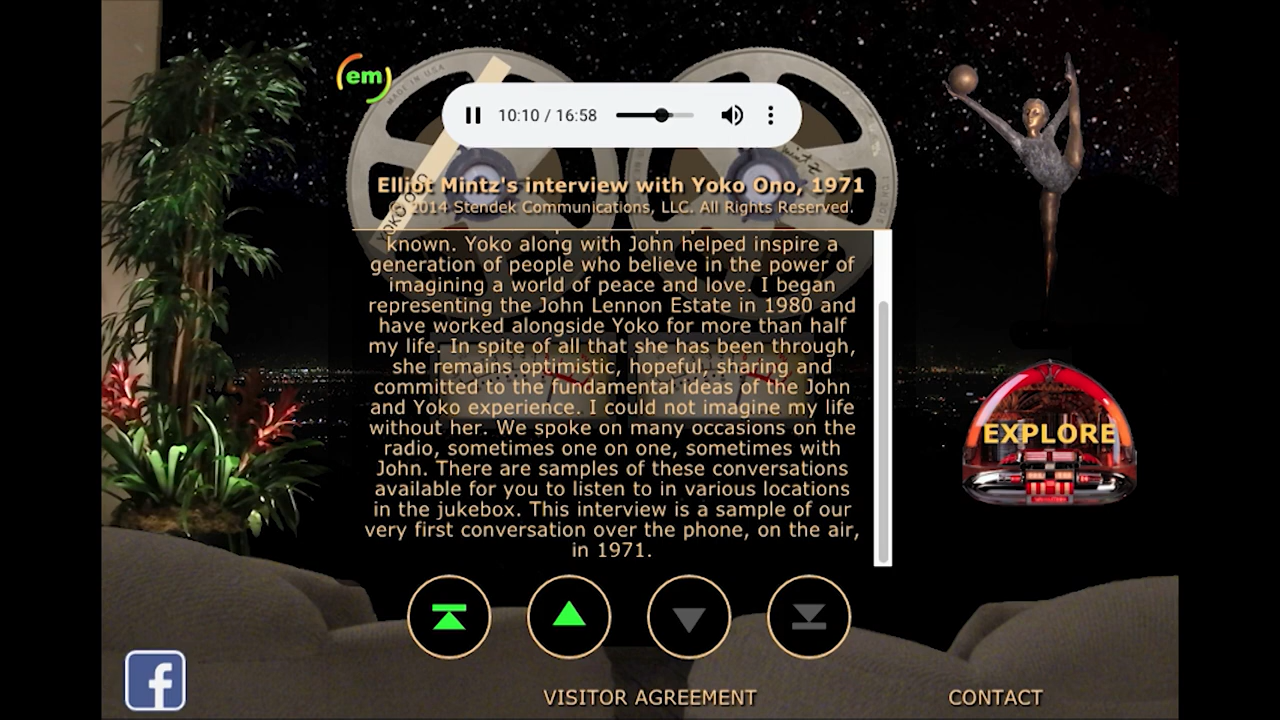 em
MADE IN U.S.A.
10:10 / 16:58
Elliot Mintz's interview with Yoko Ono, 1971
© 2014 Stendek Communications, LLC. All Rights Reserved.
YOKO ONO
known. Yoko along with John helped inspire a
generation of people who believe in the power of
imagining a world of peace and love. I began
representing the John Lennon Estate in 1980 and
have worked alongside Yoko for more than half
my life. In spite of all that she has been through,
she remains optimistic, hopeful, sharing and
committed to the fundamental ideas of the John
and Yoko experience. I could not imagine my life
without her. We spoke on many occasions on the
radio, sometimes one on one, sometimes with
John. There are samples of these conversations
available for you to listen to in various locations
in the jukebox. This interview is a sample of our
very first conversation over the phone, on the air,
in 1971.
EXPLORE
f
VISITOR AGREEMENT
CONTACT